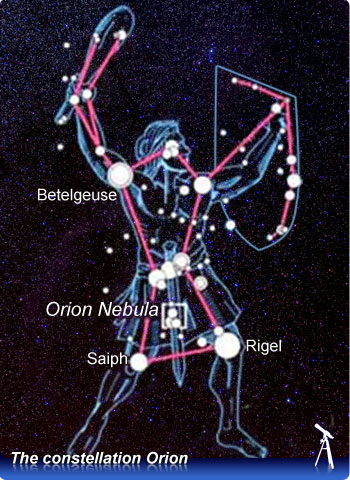 Betelgeuse
Orion Nebula
Saiph
Rigel
The constellation Orion